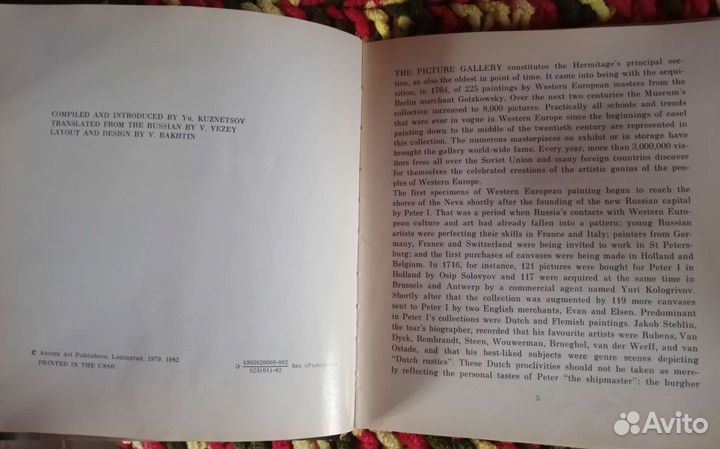 COMPILED AND INTRODUCED BY Yu. KUZNETSOV
TRANSLATED FROM THE RUSSIAN BY V. VEZEY
LAYOUT AND DESIGN BY V. BAKHTIN
© Aurora Art Publishers, Leningrad, 1979, 1982
PRINTED IN THE USSR
Э 4903020000-002
023(01)-82 без объявления
THE PICTURE GALLERY constitutes the Hermitage's principal sec-
tion, as also the oldest in point of time. It came into being with the acqui-
sition, in 1764, of 225 paintings by Western European masters from the
Berlin merchant Gotzkowsky. Over the next two centuries the Museum's
collection increased to 8,000 pictures. Practically all schools and trends
that were ever in vogue in Western Europe since the beginnings of easel
painting down to the middle of the twentieth century are represented in
this collection. The numerous masterpieces on exhibit or in storage have
brought the gallery world-wide fame. Every year, more than 3,000,000 vis-
itors from all over the Soviet Union and many foreign countries discover
for themselves the celebrated creations of the artistic genius of the peo-
ples of Western Europe.
The first specimens of Western European painting began to reach the
shores of the Neva shortly after the founding of the new Russian capital
by Peter I. That was a period when Russia's contacts with Western Euro-
pean culture and art had already fallen into a pattern: young Russian
artists were perfecting their skills in France and Italy; painters from Ger-
many, France and Switzerland were being invited to work in St Peters-
burg; and the first purchases of canvases were being made in Holland and
Belgium. In 1716, for instance, 121 pictures were bought for Peter I in
Holland by Osip Solovyov and 117 were acquired at the same time in
Brussels and Antwerp by a commercial agent named Yuri Kologrivov.
Shortly after that the collection was augmented by 119 more canvases
sent to Peter I by two English merchants, Evan and Elsen. Predominant
in Peter I's collections were Dutch and Flemish paintings. Jakob Stehlin,
the tsar's biographer, recorded that his favourite artists were Rubens, Van
Dyck, Rembrandt, Steen, Wouwerman, Brueghel, van der Werff, and van
Ostade, and that his best-liked subjects were genre scenes depicting
"Dutch rustics". These Dutch proclivities should not be taken as mere-
ly reflecting the personal tastes of Peter "the shipmaster": the burgher
5
Avito